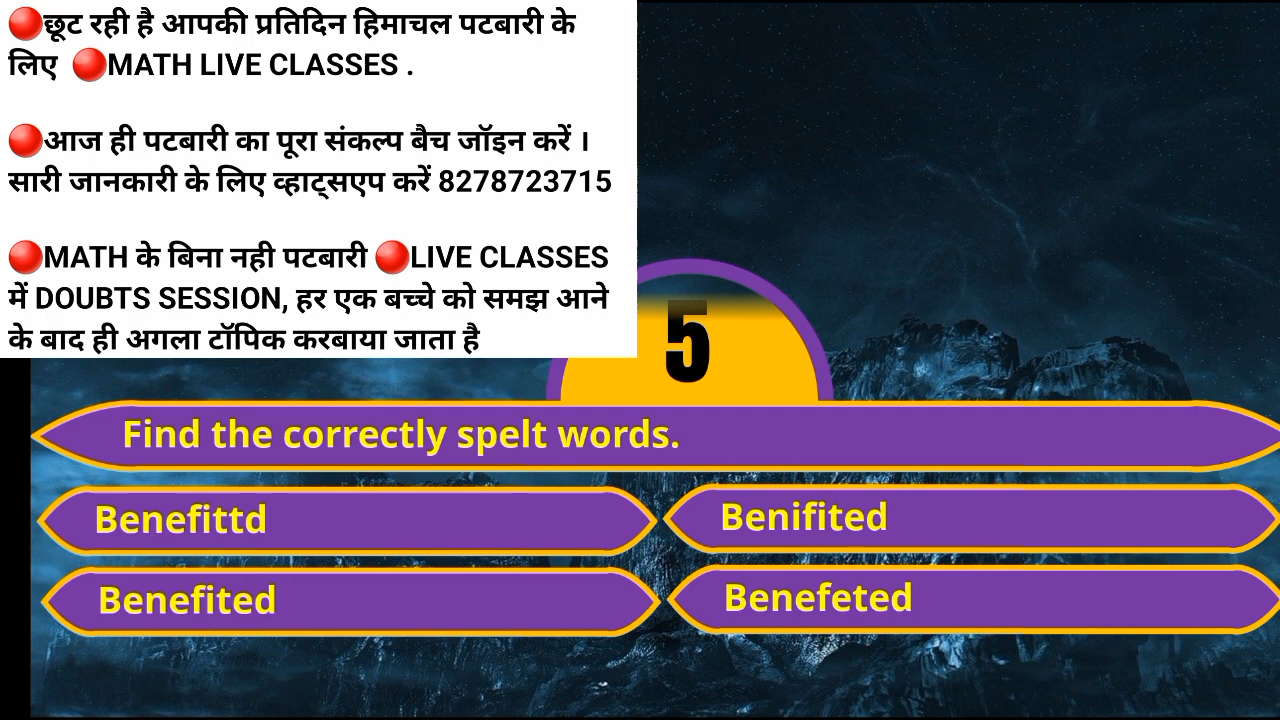 🔴छूट रही है आपकी प्रतिदिन हिमाचल पटबारी के
लिए 🔴MATH LIVE CLASSES .
🔴आज ही पटबारी का पूरा संकल्प बैच जॉइन करें ।
सारी जानकारी के लिए व्हाट्सएप करें 8278723715
🔴MATH के बिना नही पटबारी 🔴LIVE CLASSES
में DOUBTS SESSION, हर एक बच्चे को समझ आने
के बाद ही अगला टॉपिक करबाया जाता है
5
Find the correctly spelt words.
Benefittd
Benifited
Benefited
Benefeted